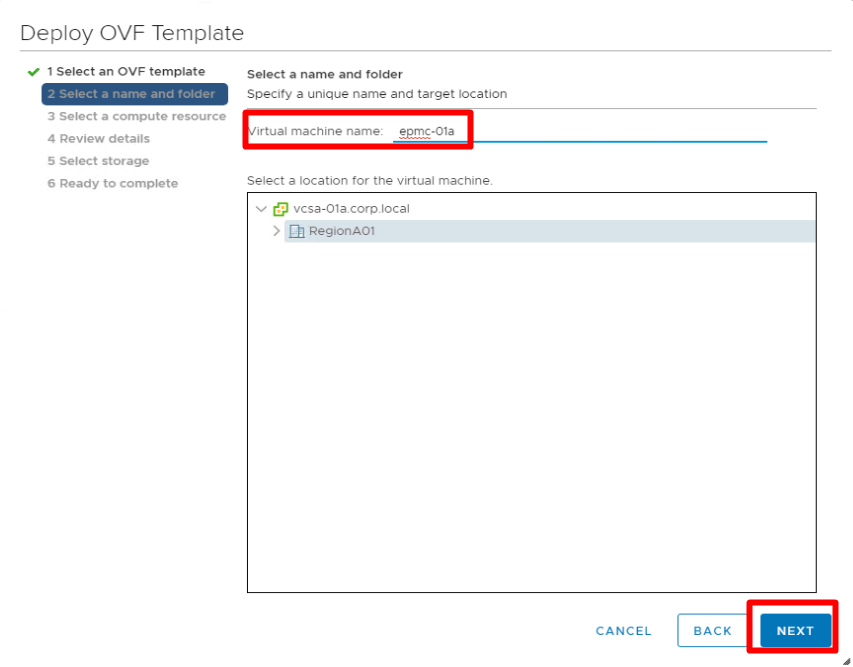 Deploy OVF Template
1 Select an OVF template
2 Select a name and folder
3 Select a compute resource
4 Review details
5 Select storage
6 Ready to complete
Select a name and folder
Specify a unique name and target location
Virtual machine name: epmc-01a
Select a location for the virtual machine.
vcsa-01a.corp.local
RegionA01
CANCEL BACK NEXT